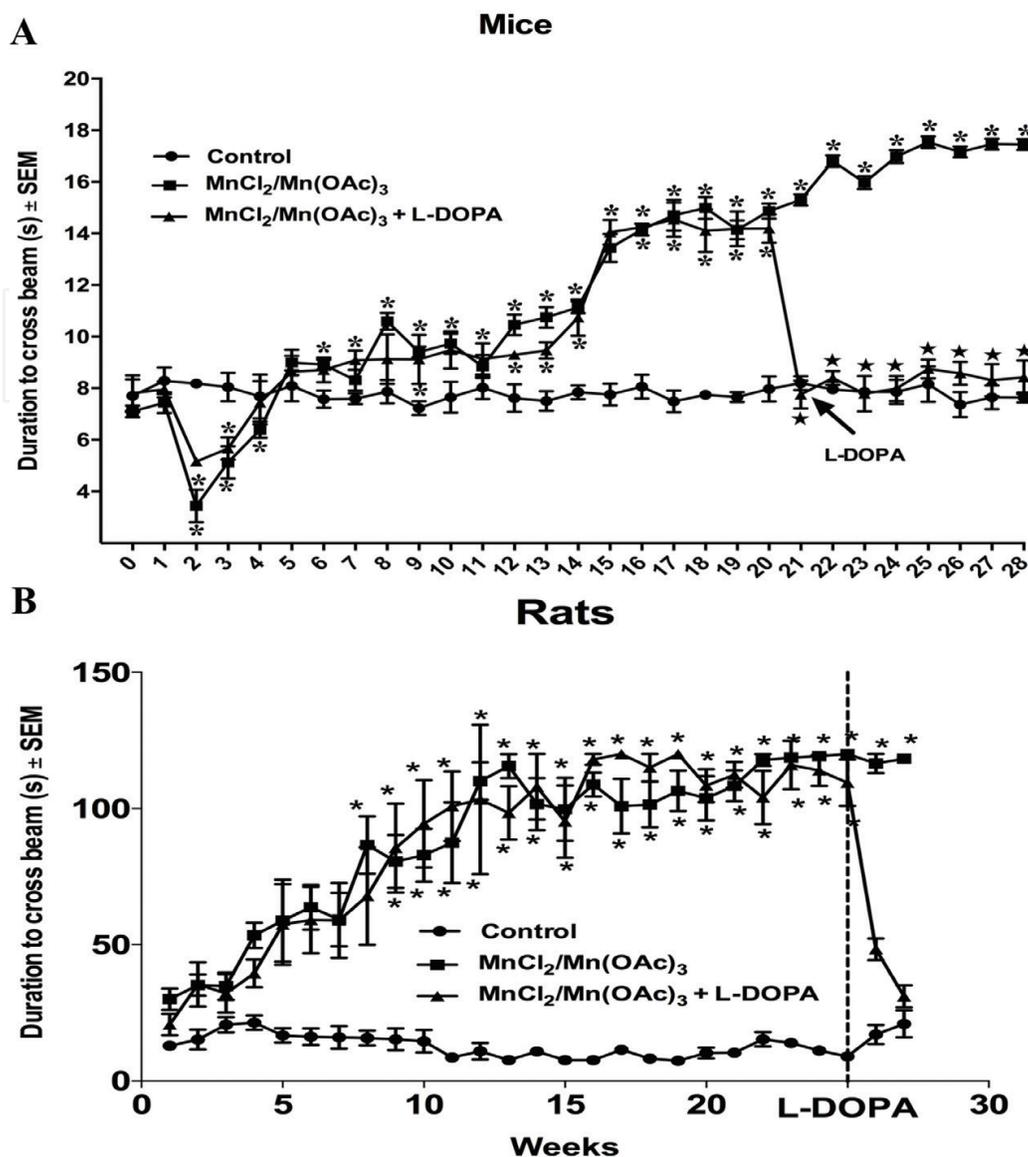 A
Mice
Duration to cross beam (s) ± SEM
20
18
16
14
12
10
8
6
4
Control
MnCl₂/Mn(OAc)₃
MnCl₂/Mn(OAc)₃ + L-DOPA
L-DOPA
0 1 2 3 4 5 6 7 8 9 10 11 12 13 14 15 16 17 18 19 20 21 22 23 24 25 26 27 28
B
Rats
Duration to cross beam (s) ± SEM
150
100
50
0
Control
MnCl₂/Mn(OAc)₃
MnCl₂/Mn(OAc)₃ + L-DOPA
0 5 10 15 20 L-DOPA 30
Weeks